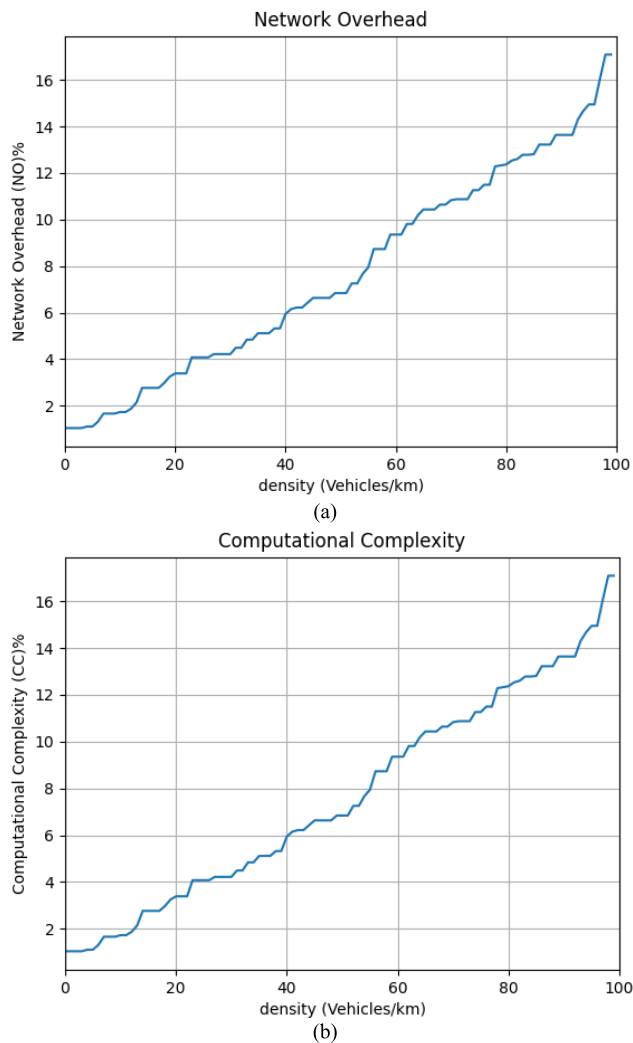 Network Overhead
Network Overhead (NO)%
16
14
12
10
8
6
4
2
0 20 40 60 80 100
density (Vehicles/km)
(a)
Computational Complexity
Computational Complexity (CC)%
16
14
12
10
8
6
4
2
0 20 40 60 80 100
density (Vehicles/km)
(b)